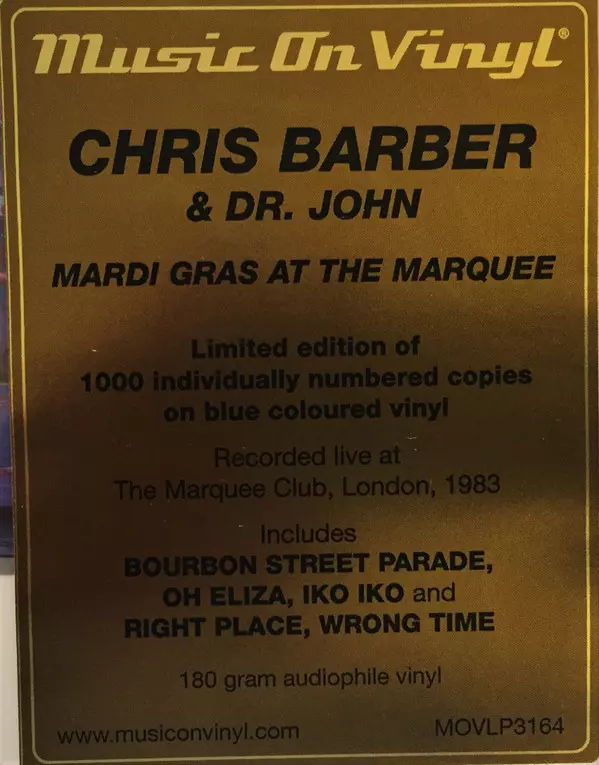 Music On Vinyl®
CHRIS BARBER
& DR. JOHN
MARDI GRAS AT THE MARQUEE
Limited edition of
1000 individually numbered copies
on blue coloured vinyl
Recorded live at
The Marquee Club, London, 1983
Includes
BOURBON STREET PARADE,
OH ELIZA, IKO IKO and
RIGHT PLACE, WRONG TIME
180 gram audiophile vinyl
www.musiconvinyl.com
MOVLP3164